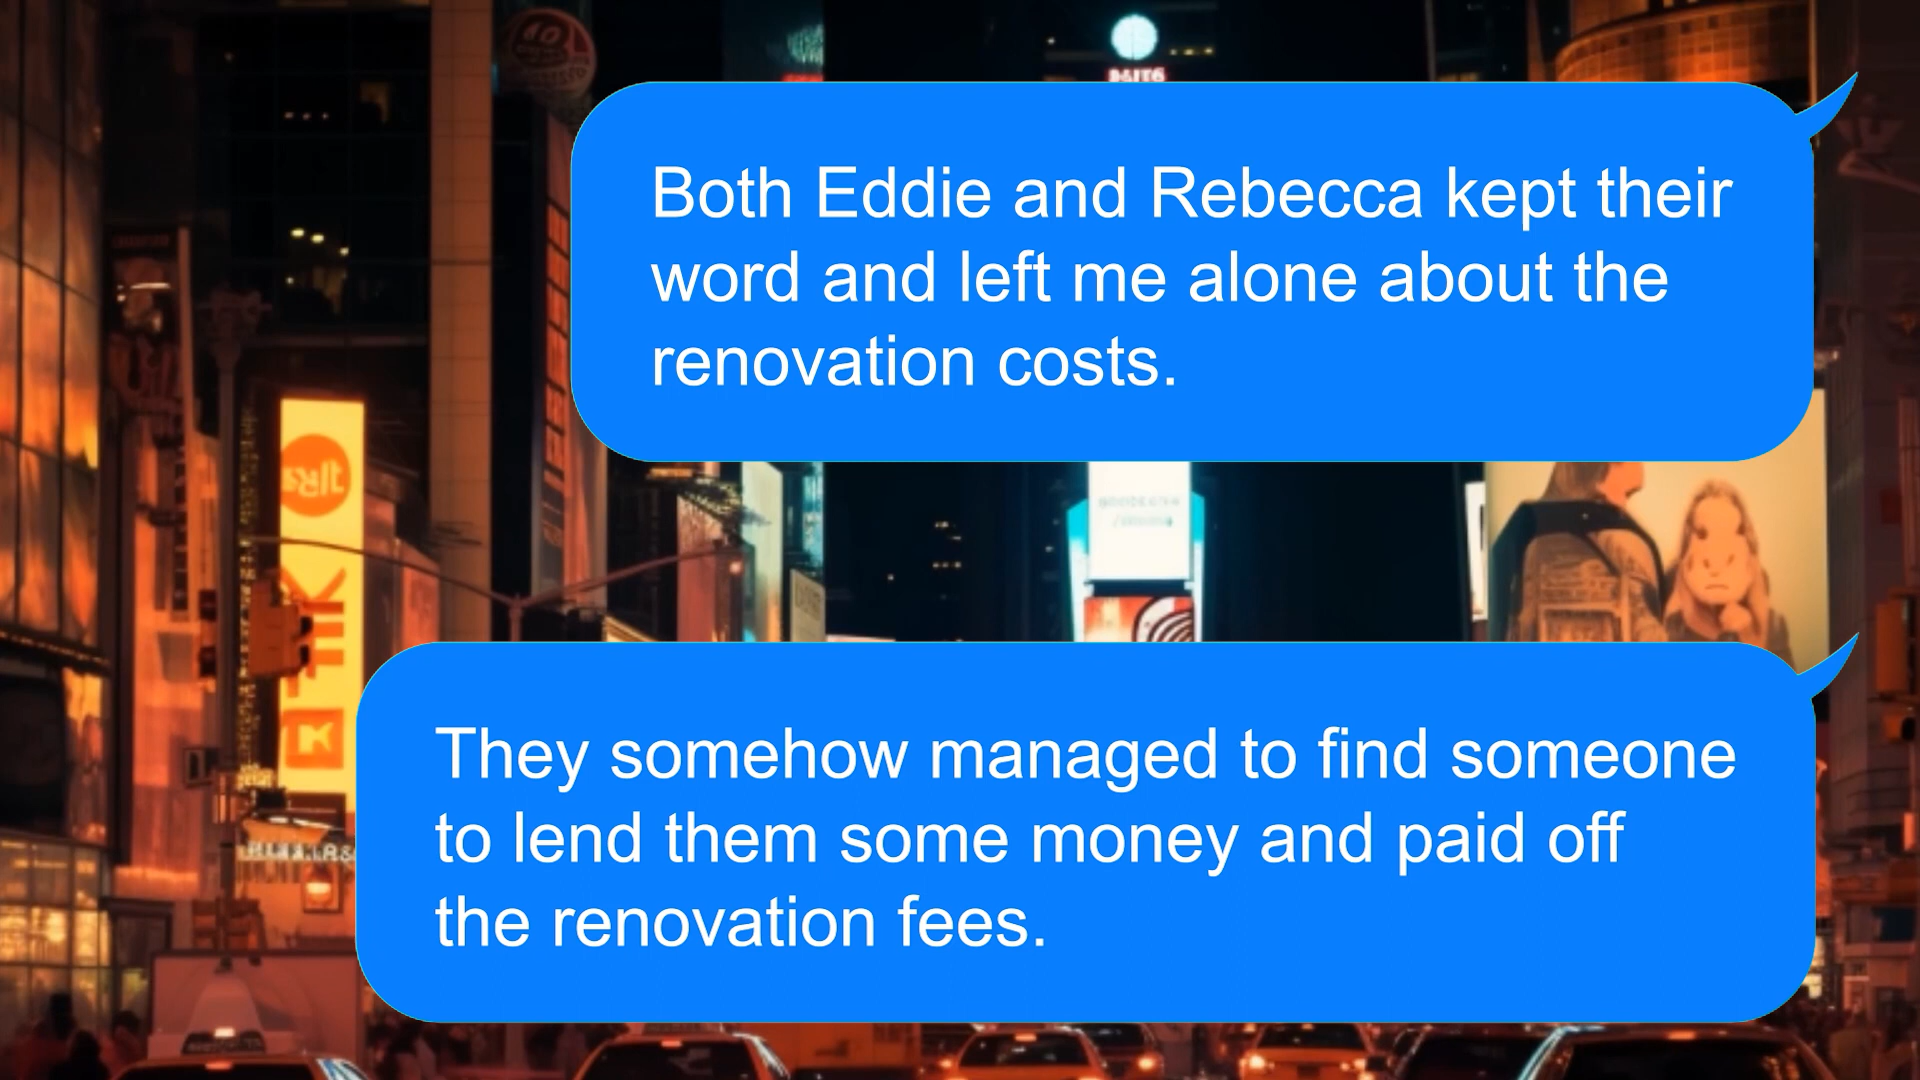 Both Eddie and Rebecca kept their
word and left me alone about the
renovation costs.
They somehow managed to find someone
to lend them some money and paid off
the renovation fees.